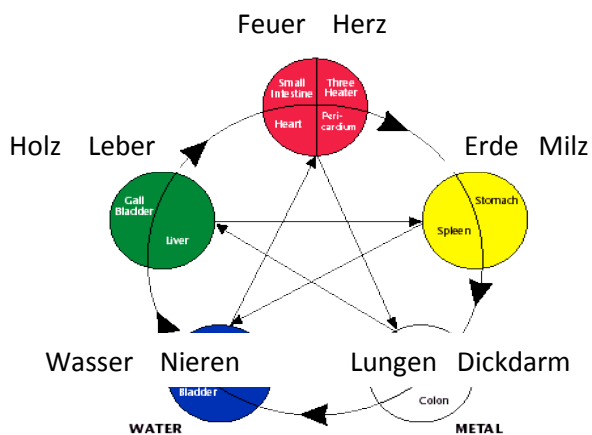 Feuer Herz
Small Intestine
Three Heater
Heart
Peri-cardium
Holz Leber
Erde Milz
Gall Bladder
Liver
Stomach
Spleen
Wasser Nieren
Lungen Dickdarm
Bladder
Colon
WATER
METAL